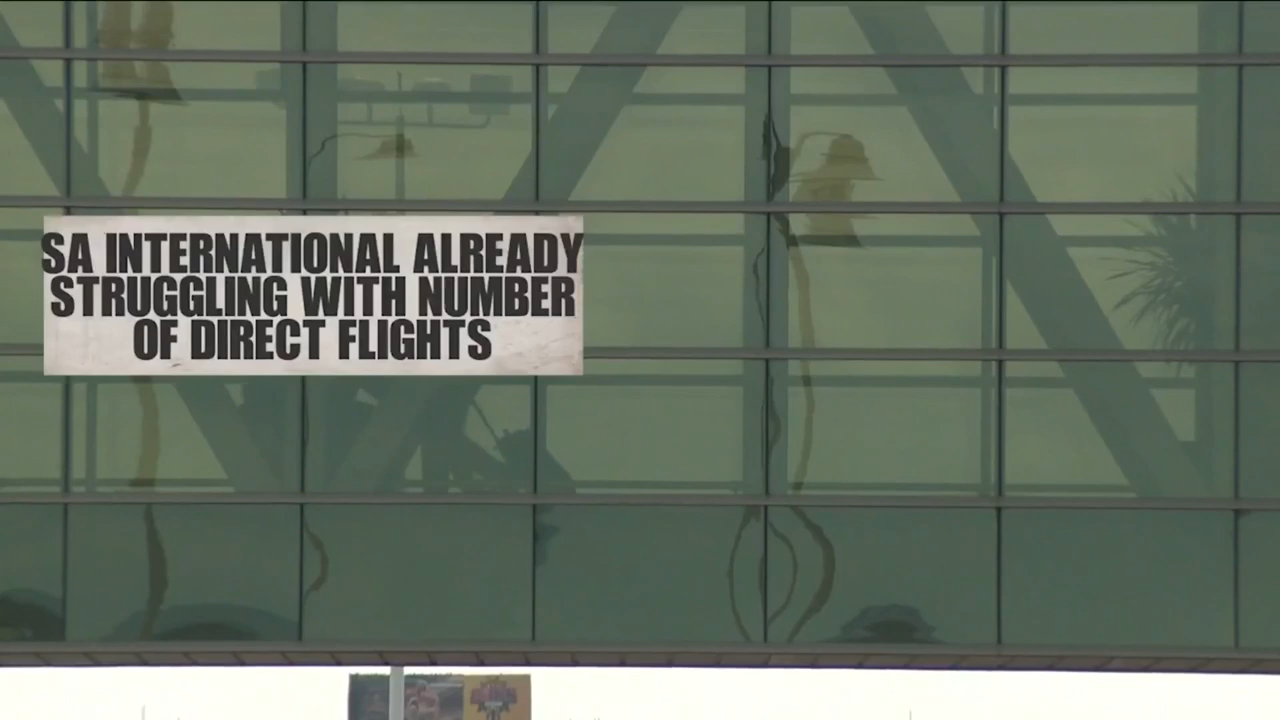 SA INTERNATIONAL ALREADY
STRUGGLING WITH NUMBER
OF DIRECT FLIGHTS